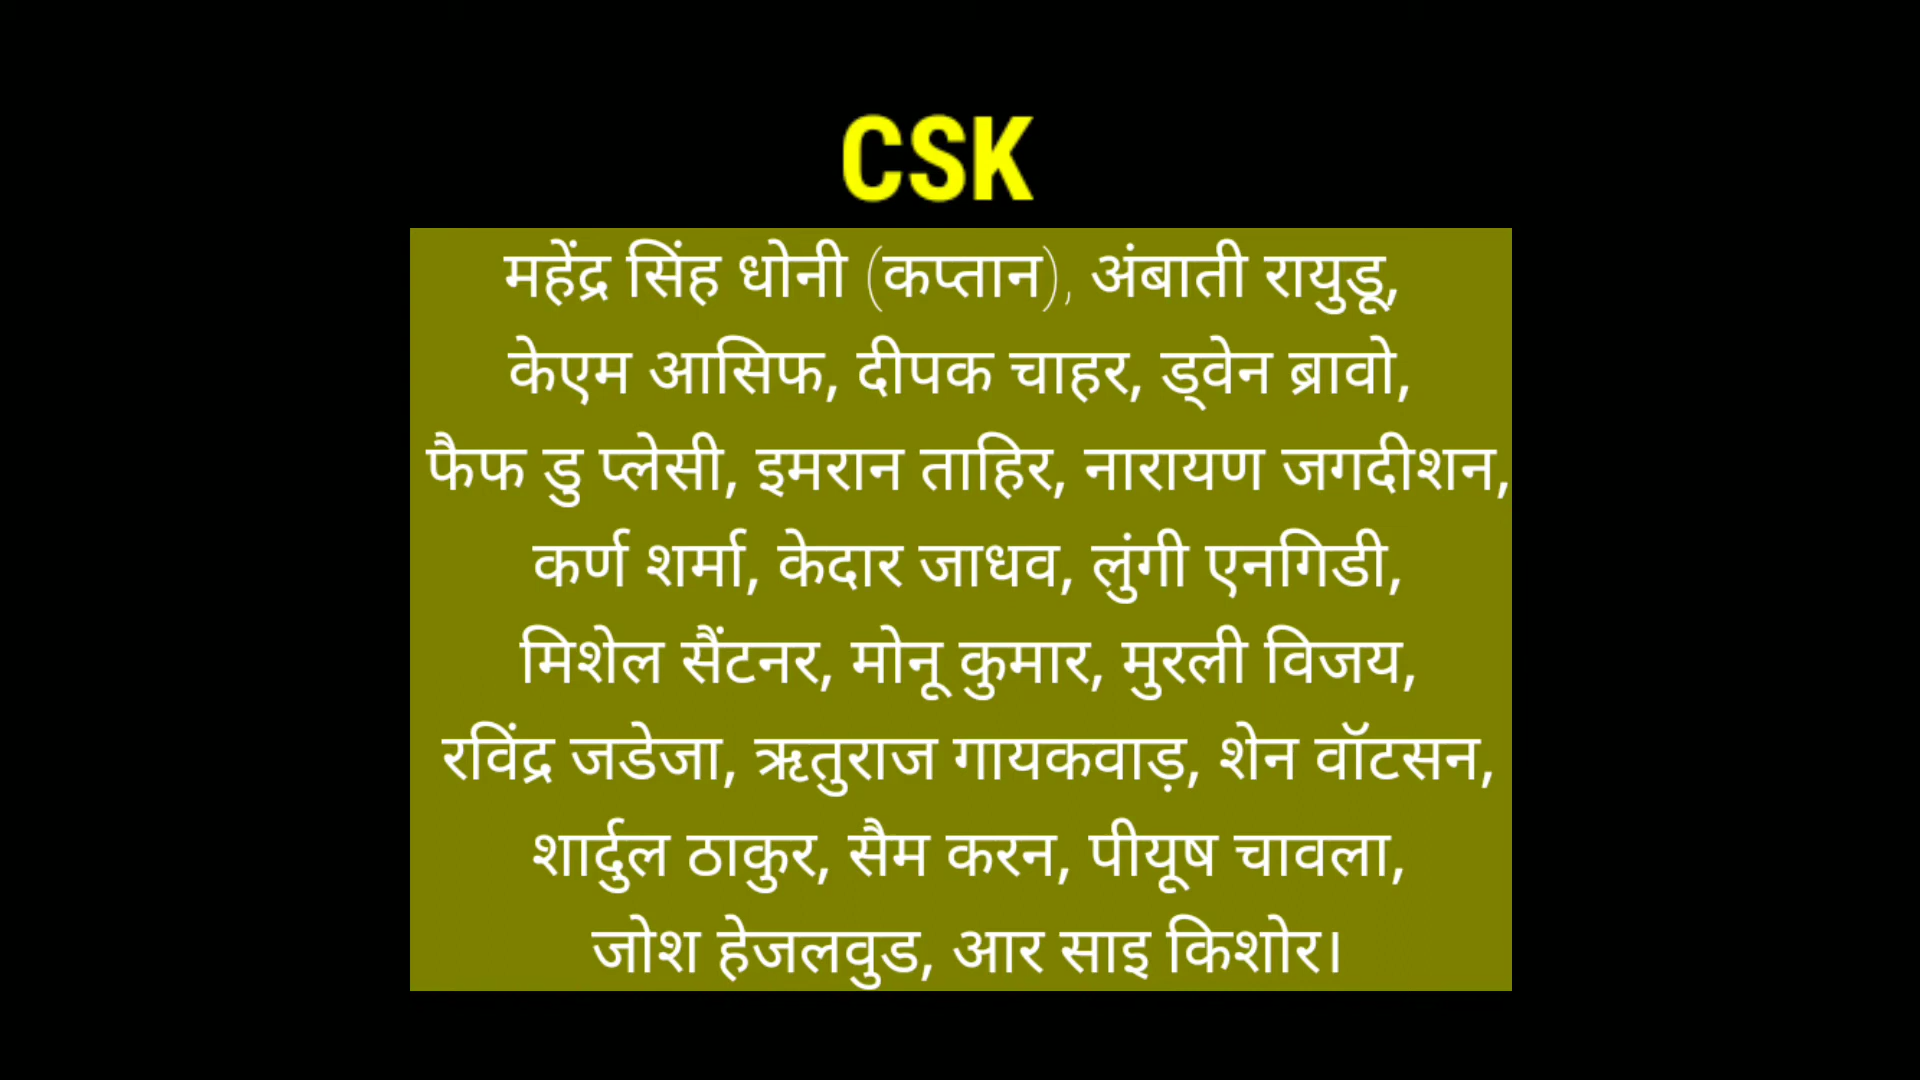 CSK
महेंद्र सिंह धोनी (कप्तान), अंबाती रायुडू,
केएम आसिफ, दीपक चाहर, ड्वेन ब्रावो,
फैफ डु प्लेसी, इमरान ताहिर, नारायण जगदीशन,
कर्ण शर्मा, केदार जाधव, लुंगी एनगिडी,
मिशेल सैंटनर, मोनू कुमार, मुरली विजय,
रविंद्र जडेजा, ऋतुराज गायकवाड़, शेन वॉटसन,
शार्दुल ठाकुर, सैम करन, पीयूष चावला,
जोश हेजलवुड, आर साइ किशोर।